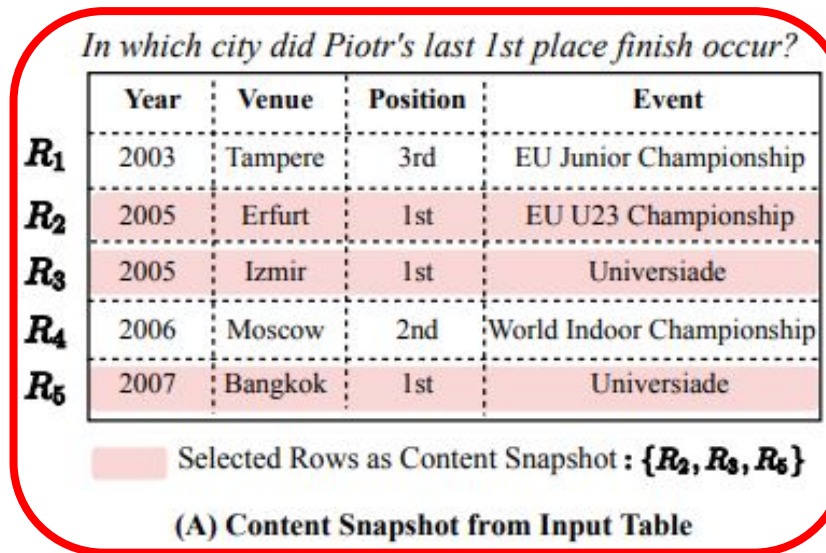 In which city did Piotr's last 1st place finish occur?
Year Venue Position Event
R1 2003 Tampere 3rd EU Junior Championship
R2 2005 Erfurt 1st EU U23 Championship
R3 2005 Izmir 1st Universiade
R4 2006 Moscow 2nd World Indoor Championship
R5 2007 Bangkok 1st Universiade
Selected Rows as Content Snapshot : {R2, R3, R5}
(A) Content Snapshot from Input Table